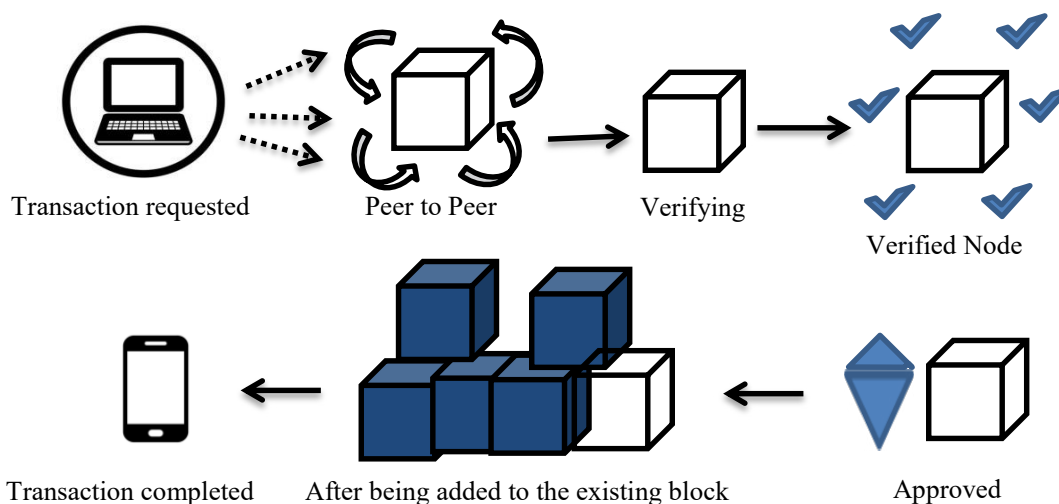 Transaction requested
Peer to Peer
Verifying
Verified Node
Transaction completed
After being added to the existing block
Approved